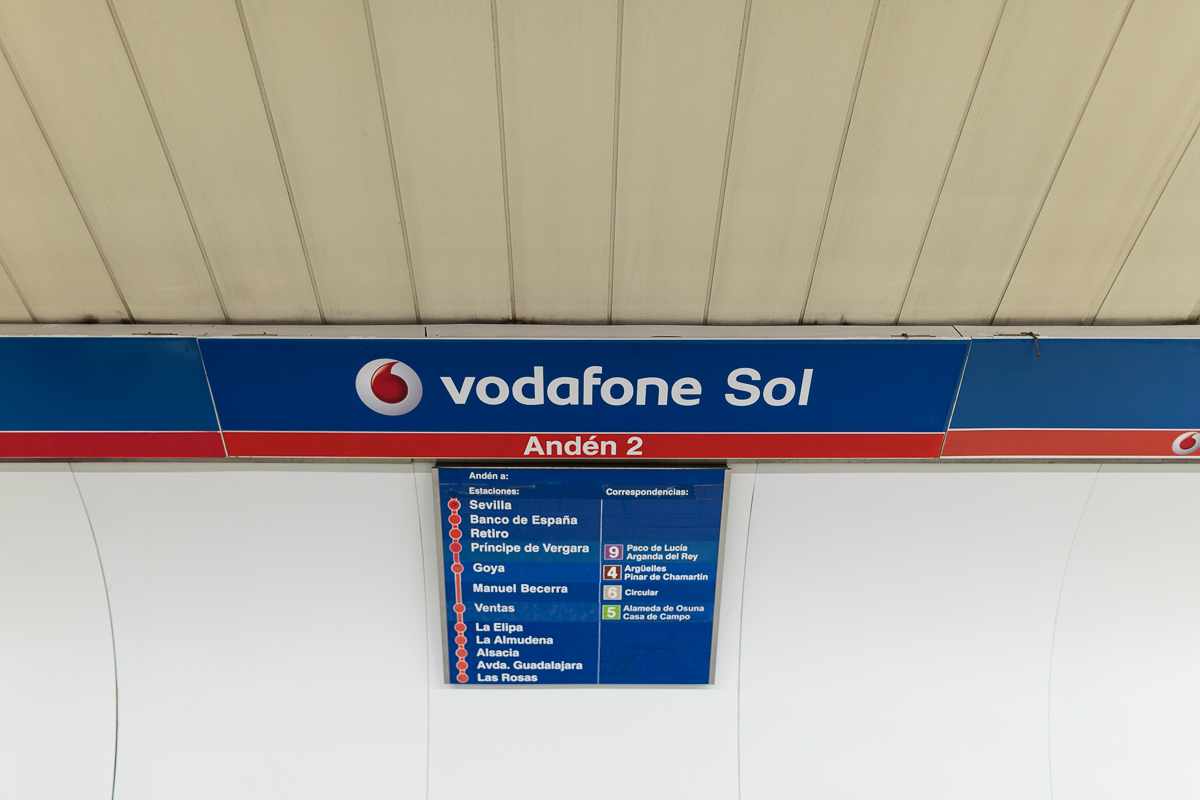 vodafone Sol
Andén 2
Andén a:
Estaciones:
Correspondencias:
Sevilla
Banco de España
Retiro
Príncipe de Vergara
9
Paco de Lucía
Arganda del Rey
Goya
4
Argüelles
Pinar de Chamartín
Manuel Becerra
6
Circular
Ventas
5
Alameda de Osuna
Casa de Campo
La Elipa
La Almudena
Alsacia
Avda. Guadalajara
Las Rosas